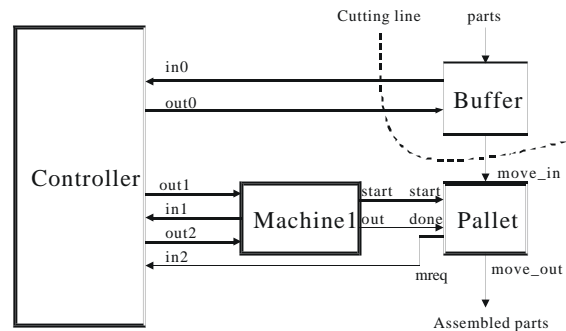 Cutting line
parts
in0
out0
Buffer
move_in
Controller
out1
in1
out2
in2
Machine1
start
start
out
done
Pallet
mreq
move_out
Assembled parts